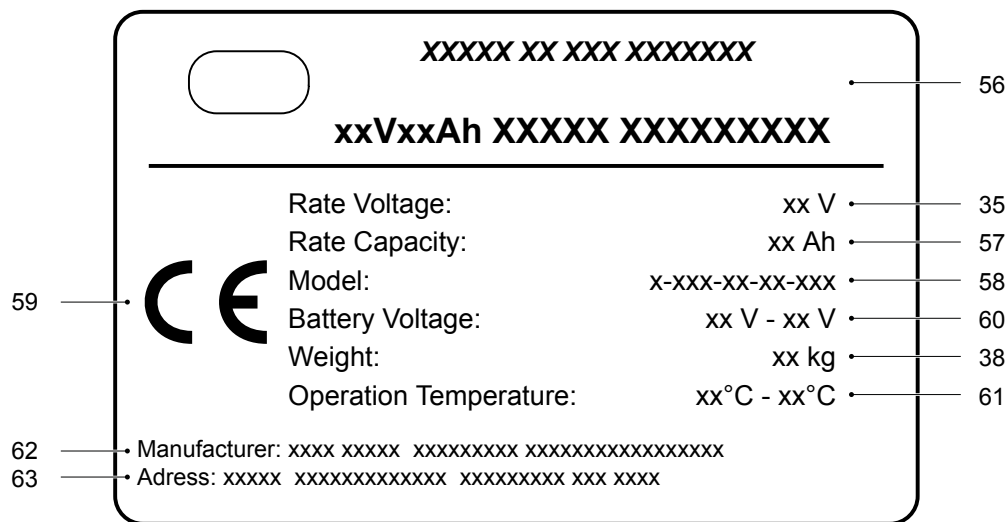 XXXXX XX XXX XXXXXXX
56
xxVxxAh XXXXX XXXXXXXXX
Rate Voltage: xx V 35
Rate Capacity: xx Ah 57
Model: x-xxx-xx-xx-xxx 58
59 CE
Battery Voltage: xx V - xx V 60
Weight: xx kg 38
Operation Temperature: xx°C - xx°C 61
62 Manufacturer: xxxx xxxxx xxxxxxxxx xxxxxxxxxxxxxxxxx
63 Adress: xxxxx xxxxxxxxxxxxx xxxxxxxxx xxx xxxx